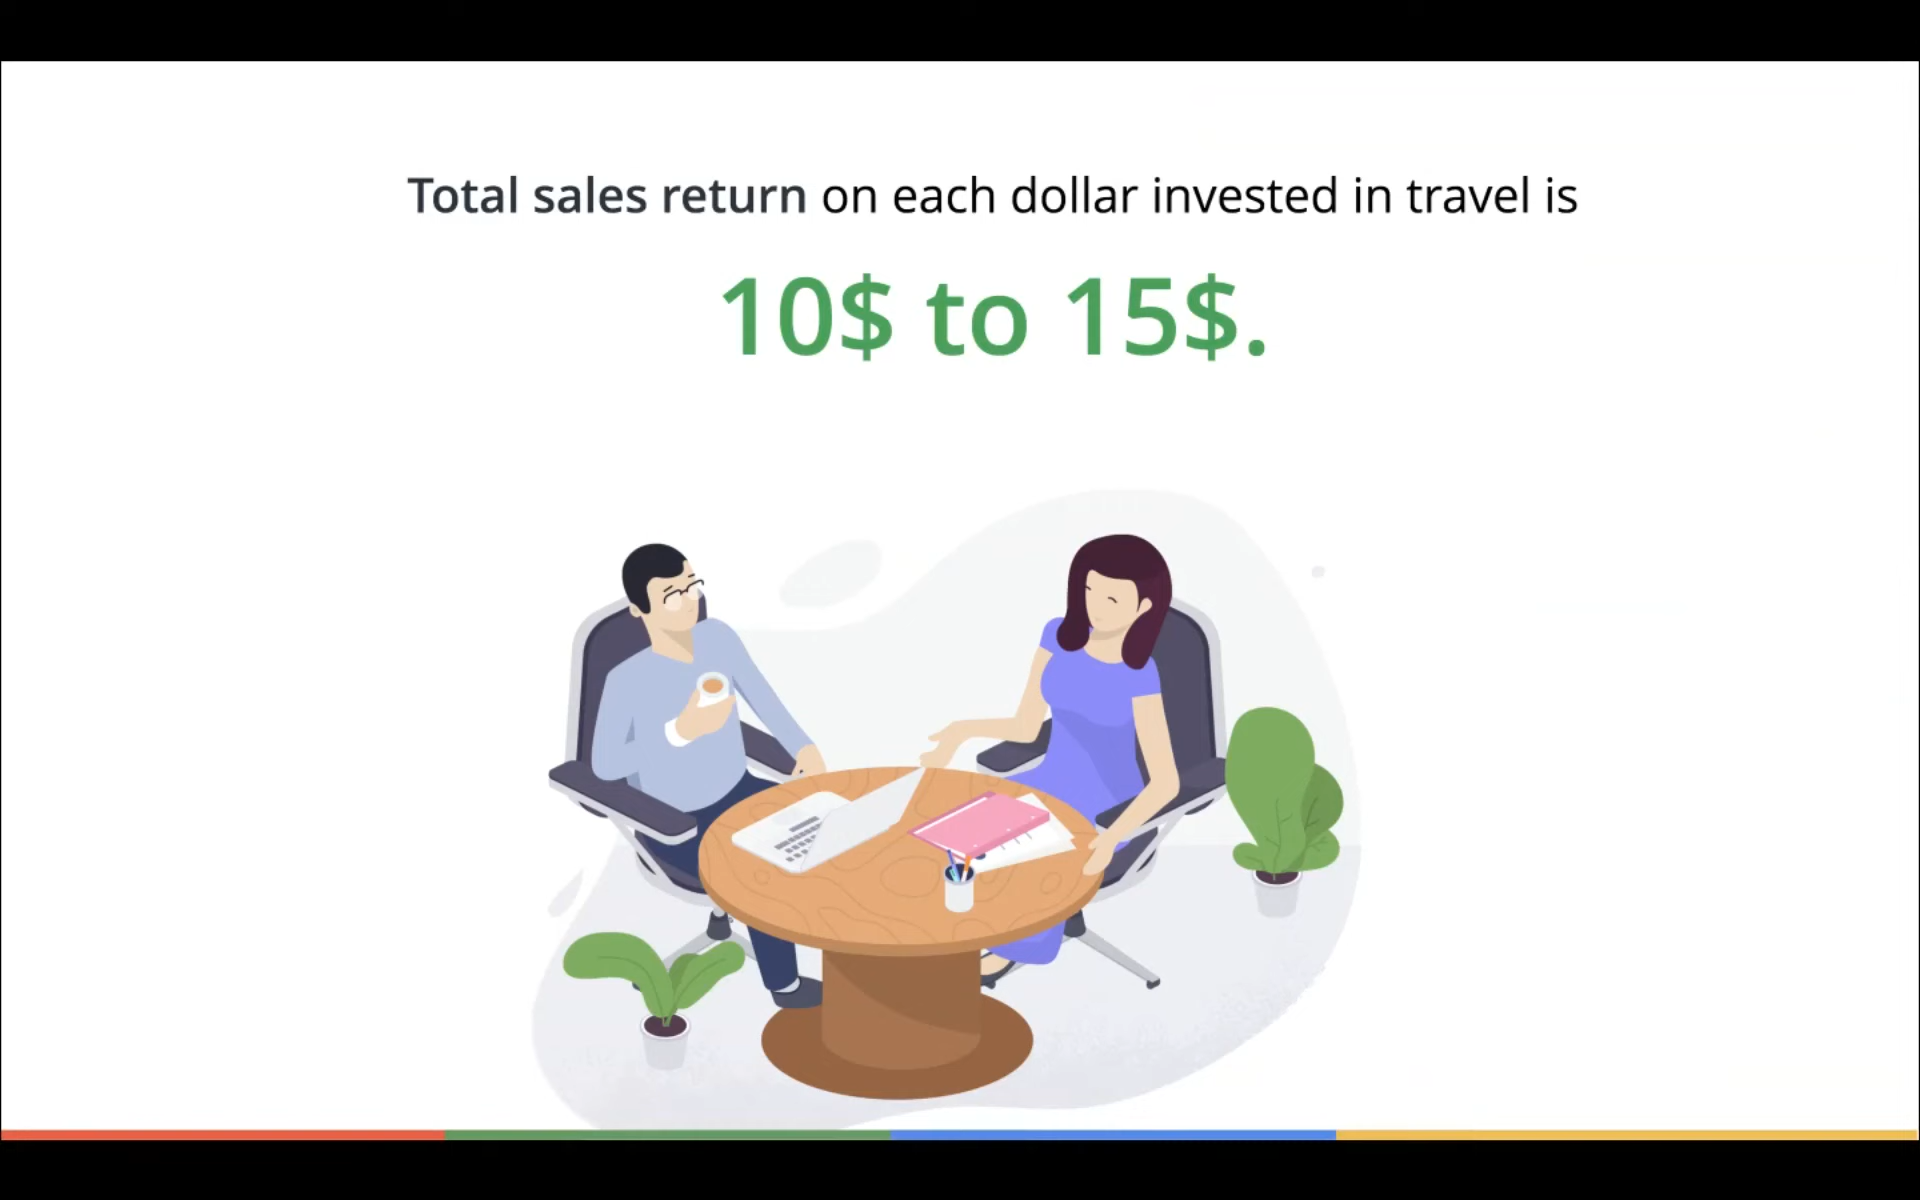 Total sales return on each dollar invested in travel is
10$ to 15$.